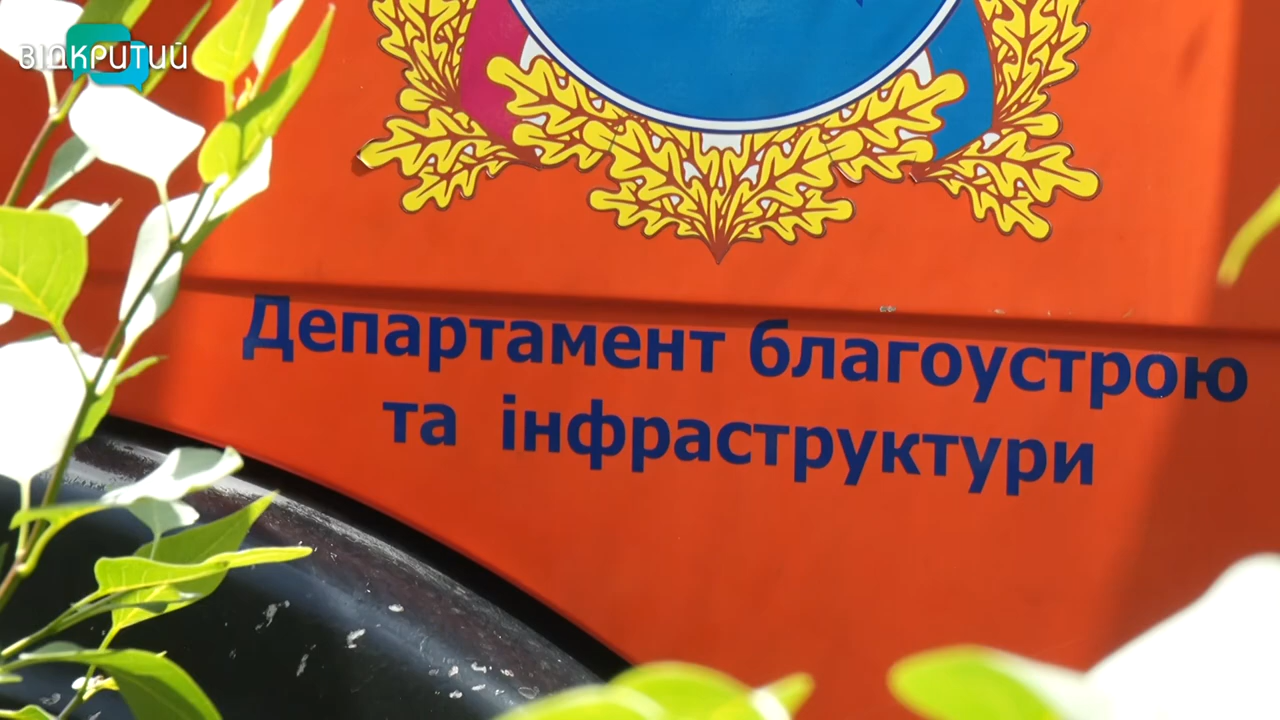 ВІДКРИТИЙ
Департамент благоустрою
та інфраструктури